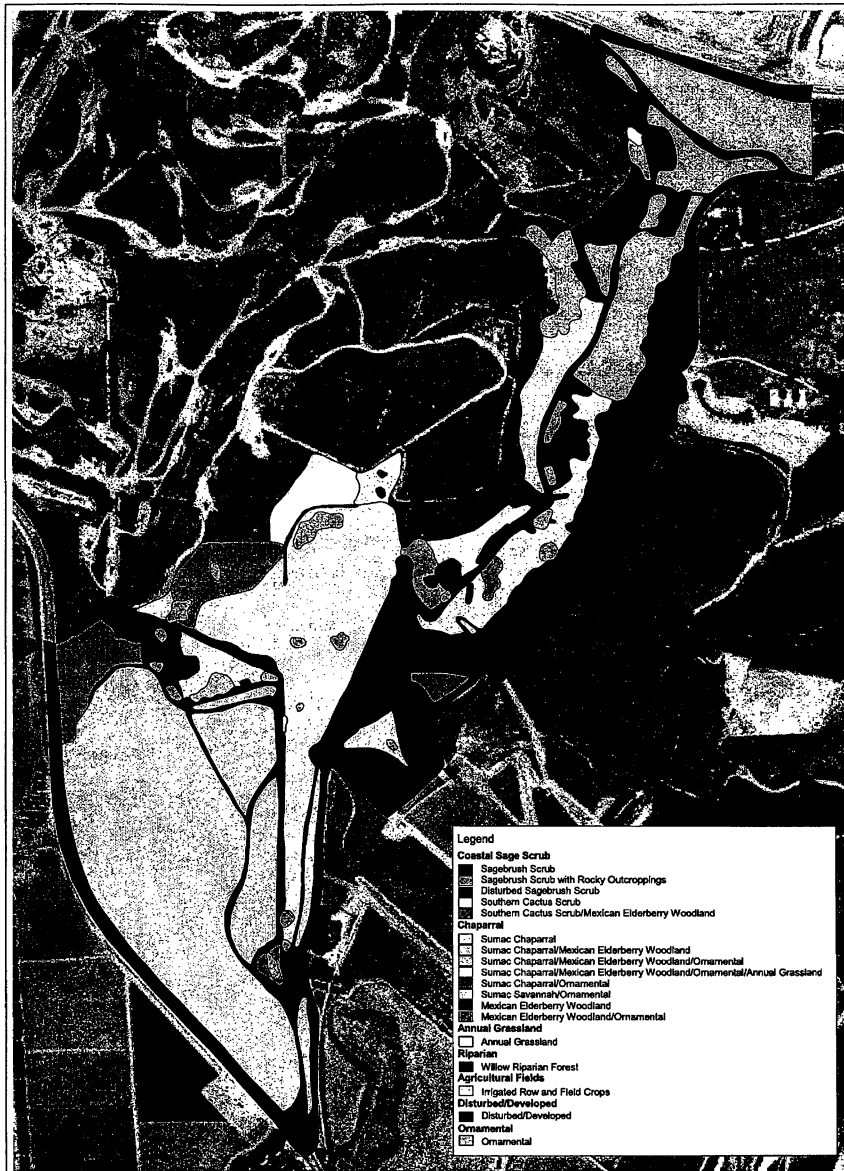 Legend
Coastal Sage Scrub
Sagebrush Scrub
Sagebrush Scrub with Rocky Outcroppings
Disturbed Sagebrush Scrub
Southern Cactus Scrub
Southern Cactus Scrub/Mexican Elderberry Woodland
Chaparral
Sumac Chaparral
Sumac Chaparral/Mexican Elderberry Woodland
Sumac Chaparral/Mexican Elderberry Woodland/Ornamental
Sumac Chaparral/Mexican Elderberry Woodland/Ornamental/Annual Grassland
Sumac Chaparral/Ornamental
Sumac Savannah/Ornamental
Mexican Elderberry Woodland
Mexican Elderberry Woodland/Ornamental
Annual Grassland
Annual Grassland
Riparian
Willow Riparian Forest
Agricultural Fields
Irrigated Row and Field Crops
Disturbed/Developed
Disturbed/Developed
Ornamental
Ornamental